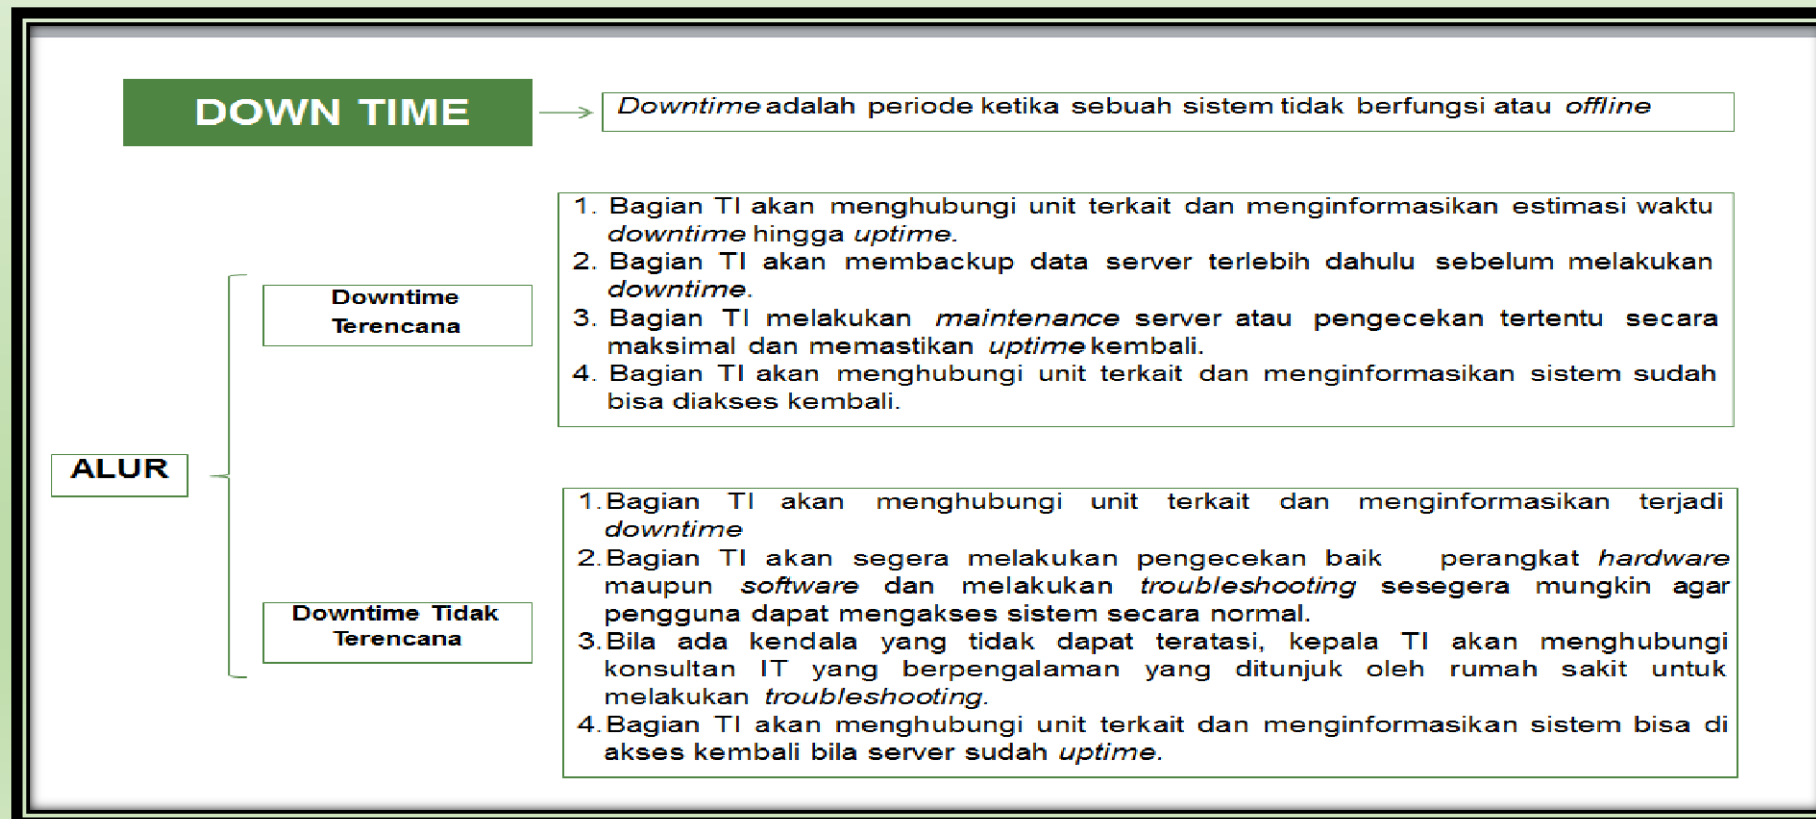 DOWN TIME
Downtime adalah periode ketika sebuah sistem tidak berfungsi atau offline
ALUR
Downtime
Terencana
1. Bagian TI akan menghubungi unit terkait dan menginformasikan estimasi waktu
downtime hingga uptime.
2. Bagian TI akan membackup data server terlebih dahulu sebelum melakukan
downtime.
3. Bagian TI melakukan maintenance server atau pengecekan tertentu secara
maksimal dan memastikan uptime kembali.
4. Bagian TI akan menghubungi unit terkait dan menginformasikan sistem sudah
bisa diakses kembali.
Downtime Tidak
Terencana
1. Bagian TI akan menghubungi unit terkait dan menginformasikan terjadi
downtime
2. Bagian TI akan segera melakukan pengecekan baik perangkat hardware
maupun software dan melakukan troubleshooting sesegera mungkin agar
pengguna dapat mengakses sistem secara normal.
3. Bila ada kendala yang tidak dapat teratasi, kepala TI akan menghubungi
konsultan IT yang berpengalaman yang ditunjuk oleh rumah sakit untuk
melakukan troubleshooting.
4. Bagian TI akan menghubungi unit terkait dan menginformasikan sistem bisa di
akses kembali bila server sudah uptime.